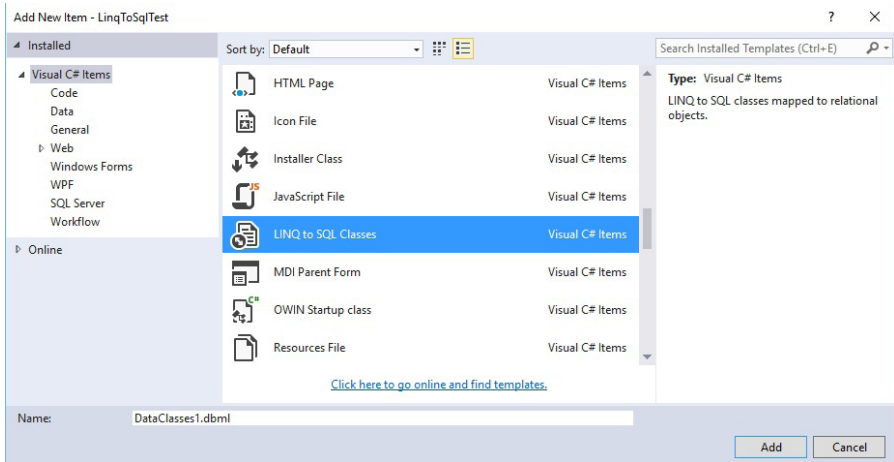 Add New Item - LinqToSqlTest
? ×
Installed
Sort by: Default
Search Installed Templates (Ctrl+E)
Visual C# Items
Code
Data
General
Web
Windows Forms
WPF
SQL Server
Workflow
Online
HTML Page Visual C# Items
Icon File Visual C# Items
Installer Class Visual C# Items
JS
JavaScript File Visual C# Items
LINQ to SQL Classes Visual C# Items
MDI Parent Form Visual C# Items
C#
OWIN Startup class Visual C# Items
Resources File Visual C# Items
Click here to go online and find templates.
Type: Visual C# Items
LINQ to SQL classes mapped to relational
objects.
Name: DataClasses1.dbml
Add Cancel